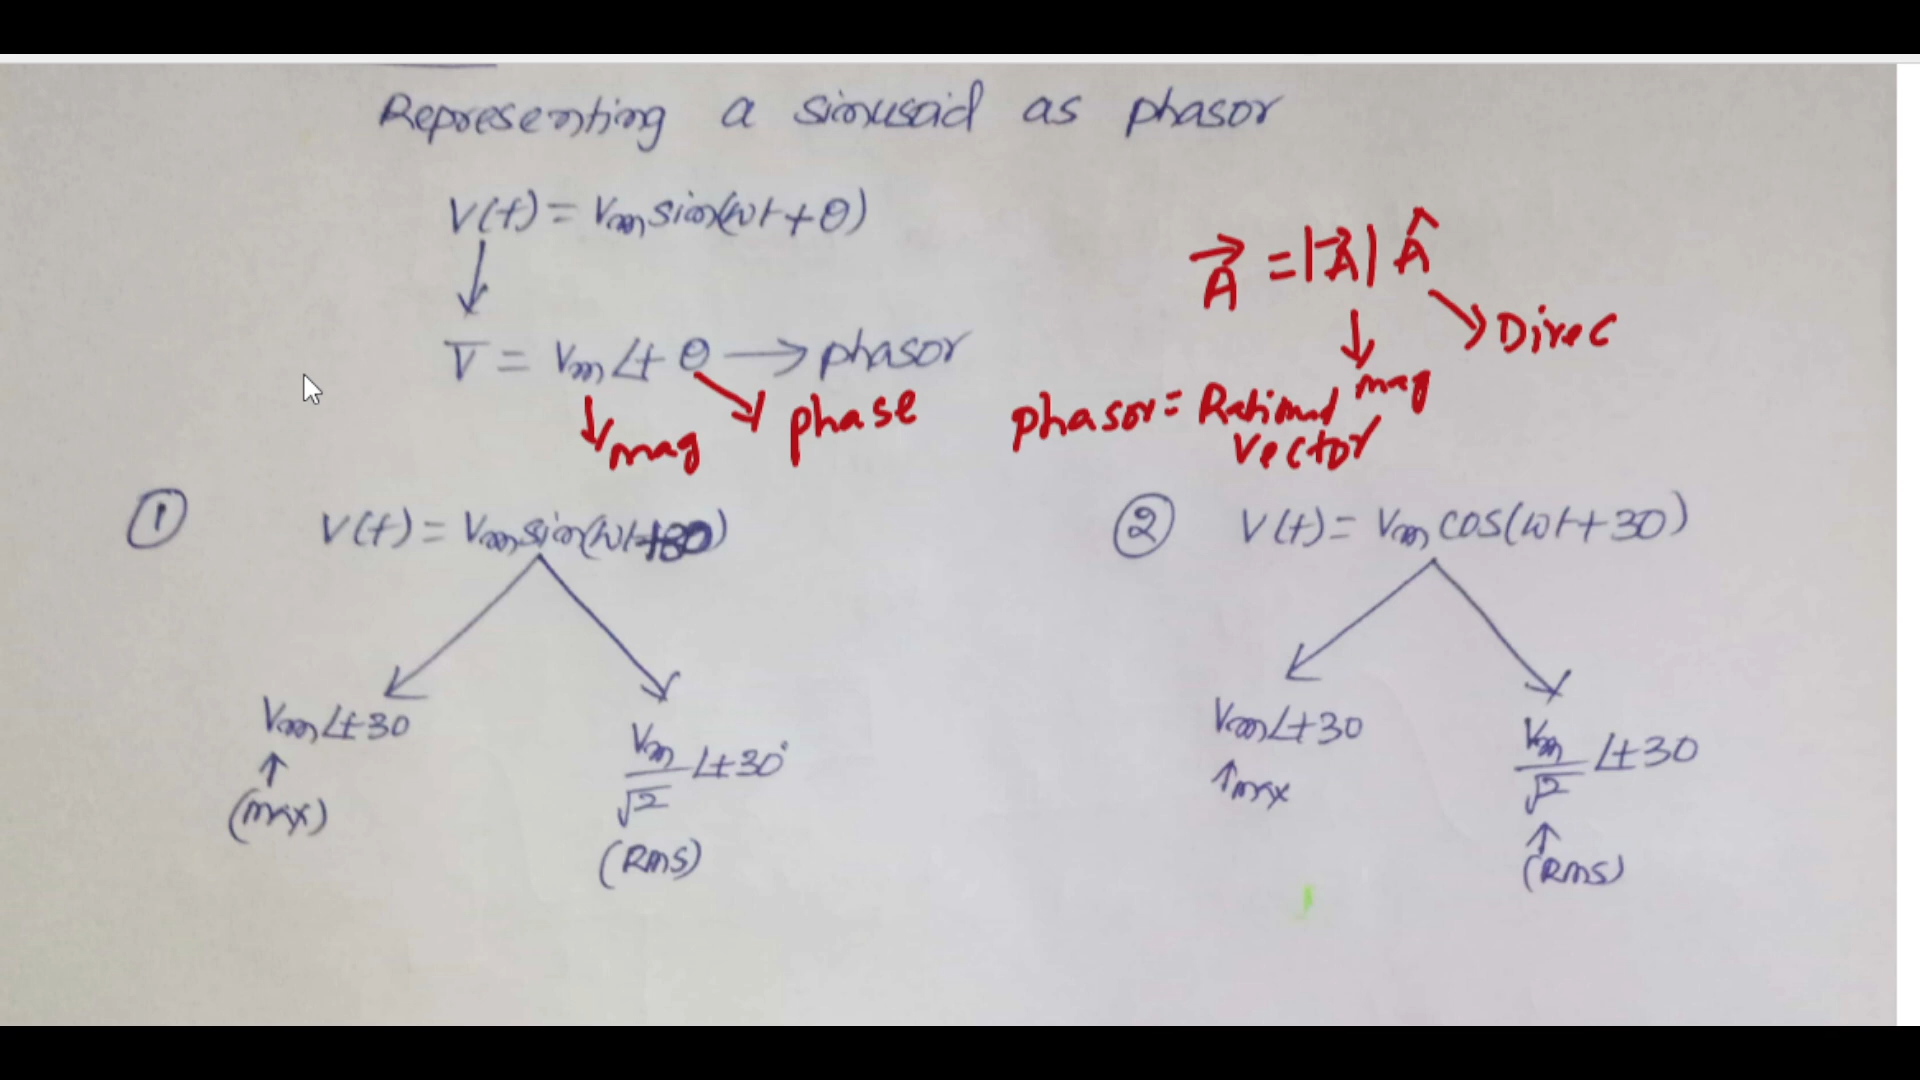 Representing a sinusoid as phasor
V(t) = Vm sin(ωt + θ)
V̅ = Vm ∠+θ → phasor
mag
phase
A⃗ = |A⃗| Â
Direc
mag
phasor =
vector
① V(t) = Vm sin(ωt+30)
Vm∠+30
(max)
Vm/√2 ∠+30°
(Rms)
② V(t) = Vm cos(ωt+30)
Vm∠+30
max
Vm/√2 ∠+30
(Rms)